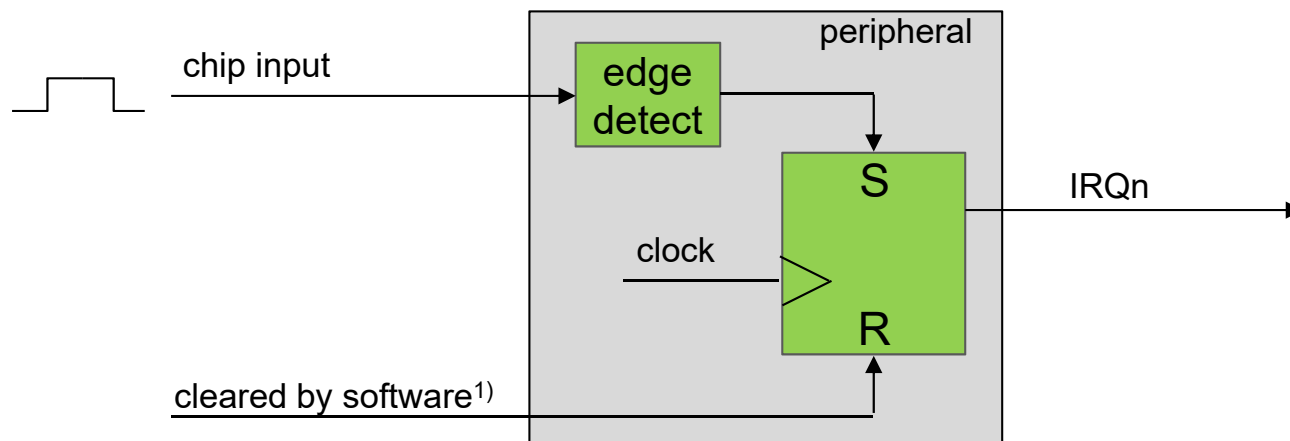 peripheral
chip input
edge
detect
S
IRQn
clock
R
cleared by software1)